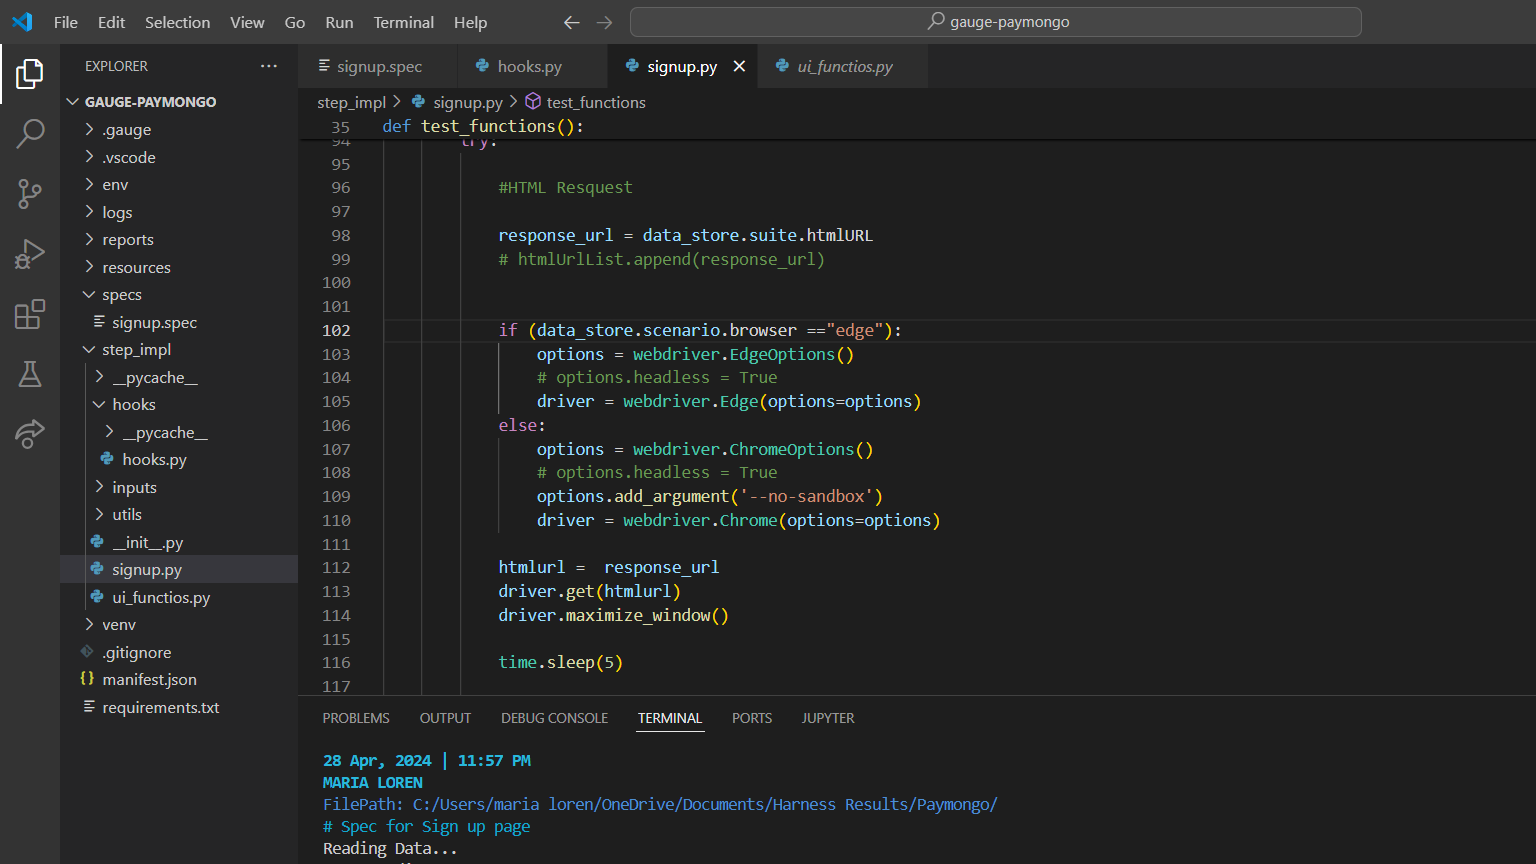 File Edit Selection View Go Run Terminal Help
gauge-paymongo
EXPLORER
GAUGE-PAYMONGO
.gauge
.vscode
env
logs
reports
resources
specs
signup.spec
step_impl
__pycache__
hooks
__pycache__
hooks.py
inputs
utils
__init__.py
signup.py
ui_functios.py
venv
.gitignore
manifest.json
requirements.txt
signup.spec hooks.py signup.py ui_functios.py
step_impl > signup.py > test_functions
35 def test_functions():
94 try:
95
96 #HTML Resquest
97
98 response_url = data_store.suite.htmlURL
99 # htmlUrlList.append(response_url)
100
101
102 if (data_store.scenario.browser =="edge"):
103 options = webdriver.EdgeOptions()
104 # options.headless = True
105 driver = webdriver.Edge(options=options)
106 else:
107 options = webdriver.ChromeOptions()
108 # options.headless = True
109 options.add_argument('--no-sandbox')
110 driver = webdriver.Chrome(options=options)
111
112 htmlurl =  response_url
113 driver.get(htmlurl)
114 driver.maximize_window()
115
116 time.sleep(5)
117
PROBLEMS OUTPUT DEBUG CONSOLE TERMINAL PORTS JUPYTER
28 Apr, 2024 | 11:57 PM
MARIA LOREN
FilePath: C:/Users/maria loren/OneDrive/Documents/Harness Results/Paymongo/
# Spec for Sign up page
Reading Data...